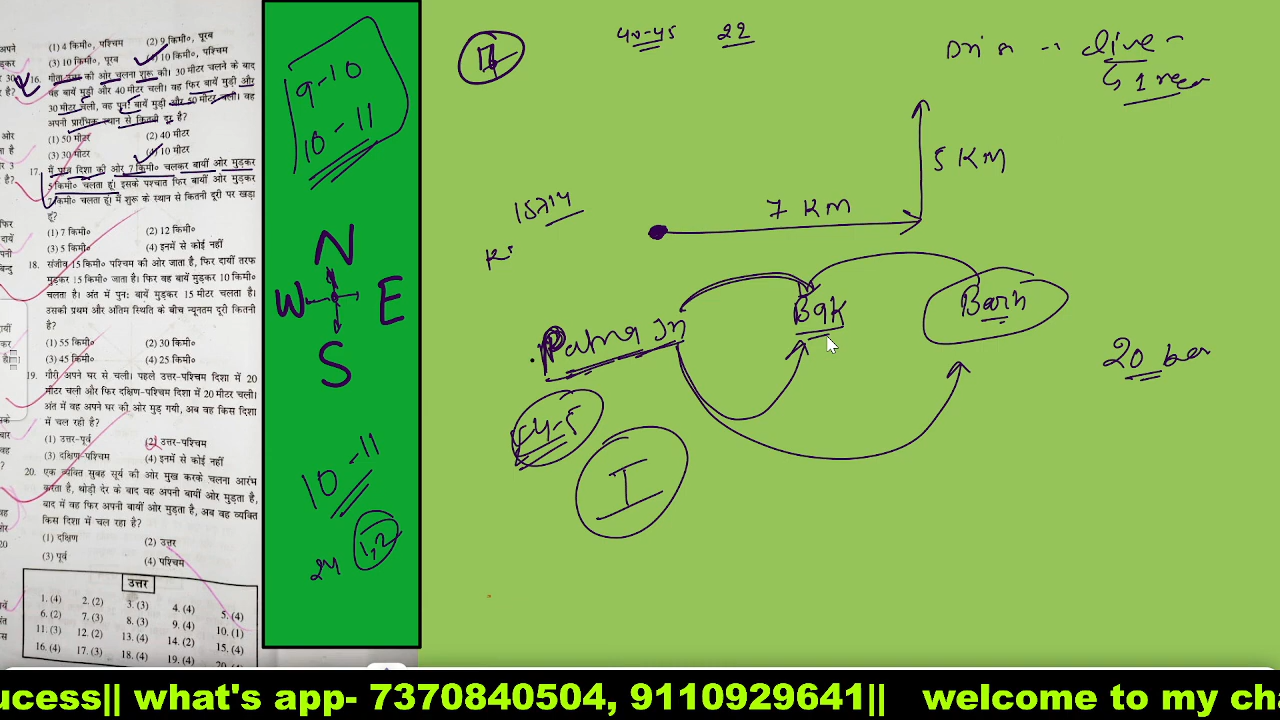 (1) 4 किमी०, पश्चिम (2) 9 किमी०, पूरब
(3) 10 किमी०, पूरब (4) 10 किमी०, पश्चिम
16. गीता उत्तर की ओर चलना शुरू की। 30 मीटर चलने के बाद
वह बायें मुड़ी और 40 मीटर चली। वह फिर बायें मुड़ी और
30 मीटर चली, वह पुनः बायें मुड़ी और 50 मीटर चली। वह
अपनी प्रारंभिक स्थान से कितनी दूर है?
(1) 50 मीटर (2) 40 मीटर
(3) 30 मीटर (4) 10 मीटर
17. मैं दिशा की ओर 7 किमी० चलकर बायीं ओर मुड़कर
5 किमी० चलता हूं। इसके पश्चात फिर बायीं ओर मुड़कर
7 किमी० चलता हूं। मैं शुरू के स्थान से कितनी दूरी पर खड़ा
हूं?
(1) 7 किमी० (2) 12 किमी०
(3) 5 किमी० (4) इनमें से कोई नहीं
18. संजीव 15 किमी० पश्चिम की ओर जाता है, फिर दायीं तरफ
मुड़कर 15 किमी० जाता है। फिर वह बायें मुड़कर 10 किमी०
चलता है। अंत में पुनः बायें मुड़कर 15 मीटर चलता है।
उसकी प्रथम और अंतिम स्थिति के बीच न्यूनतम दूरी कितनी
है?
(1) 55 किमी० (2) 30 किमी०
(3) 45 किमी० (4) 25 किमी०
19. गौरी अपने घर से चली। पहले उत्तर-पश्चिम दिशा में 20
मीटर चली और फिर दक्षिण-पश्चिम दिशा में 20 मीटर चली।
अंत में वह अपने घर की ओर मुड़ गयी, अब वह किस दिशा
में चल रही है?
(1) उत्तर-पूर्व (2) उत्तर-पश्चिम
(3) दक्षिण-पश्चिम (4) इनमें से कोई नहीं
20. एक व्यक्ति सुबह सूर्य की ओर मुख करके चलना आरंभ
करता है, थोड़ी देर के बाद वह अपनी बायीं ओर मुड़ता है,
बाद में वह फिर अपनी बायीं ओर मुड़ता है, अब वह व्यक्ति
किस दिशा में चल रहा है?
(1) दक्षिण (2) उत्तर
(3) पूर्व (4) पश्चिम
उत्तर
1. (4) 2. (2) 3. (3) 4. (4) 5. (4)
6. (2) 7. (3) 8. (3) 9. (4) 10. (1)
11. (3) 12. (2) 13. (4) 14. (2) 15. (4)
16. (4) 17. (3) 18. (4) 19. (4)
9-10
10-11
N
W E
S
10-11
24 1,2
17
40-45 22
1 year
5 KM
7 KM
Patna Jn
Barh
20
4-5
I
ucess|| what's app- 7370840504, 9110929641|| welcome to my ch